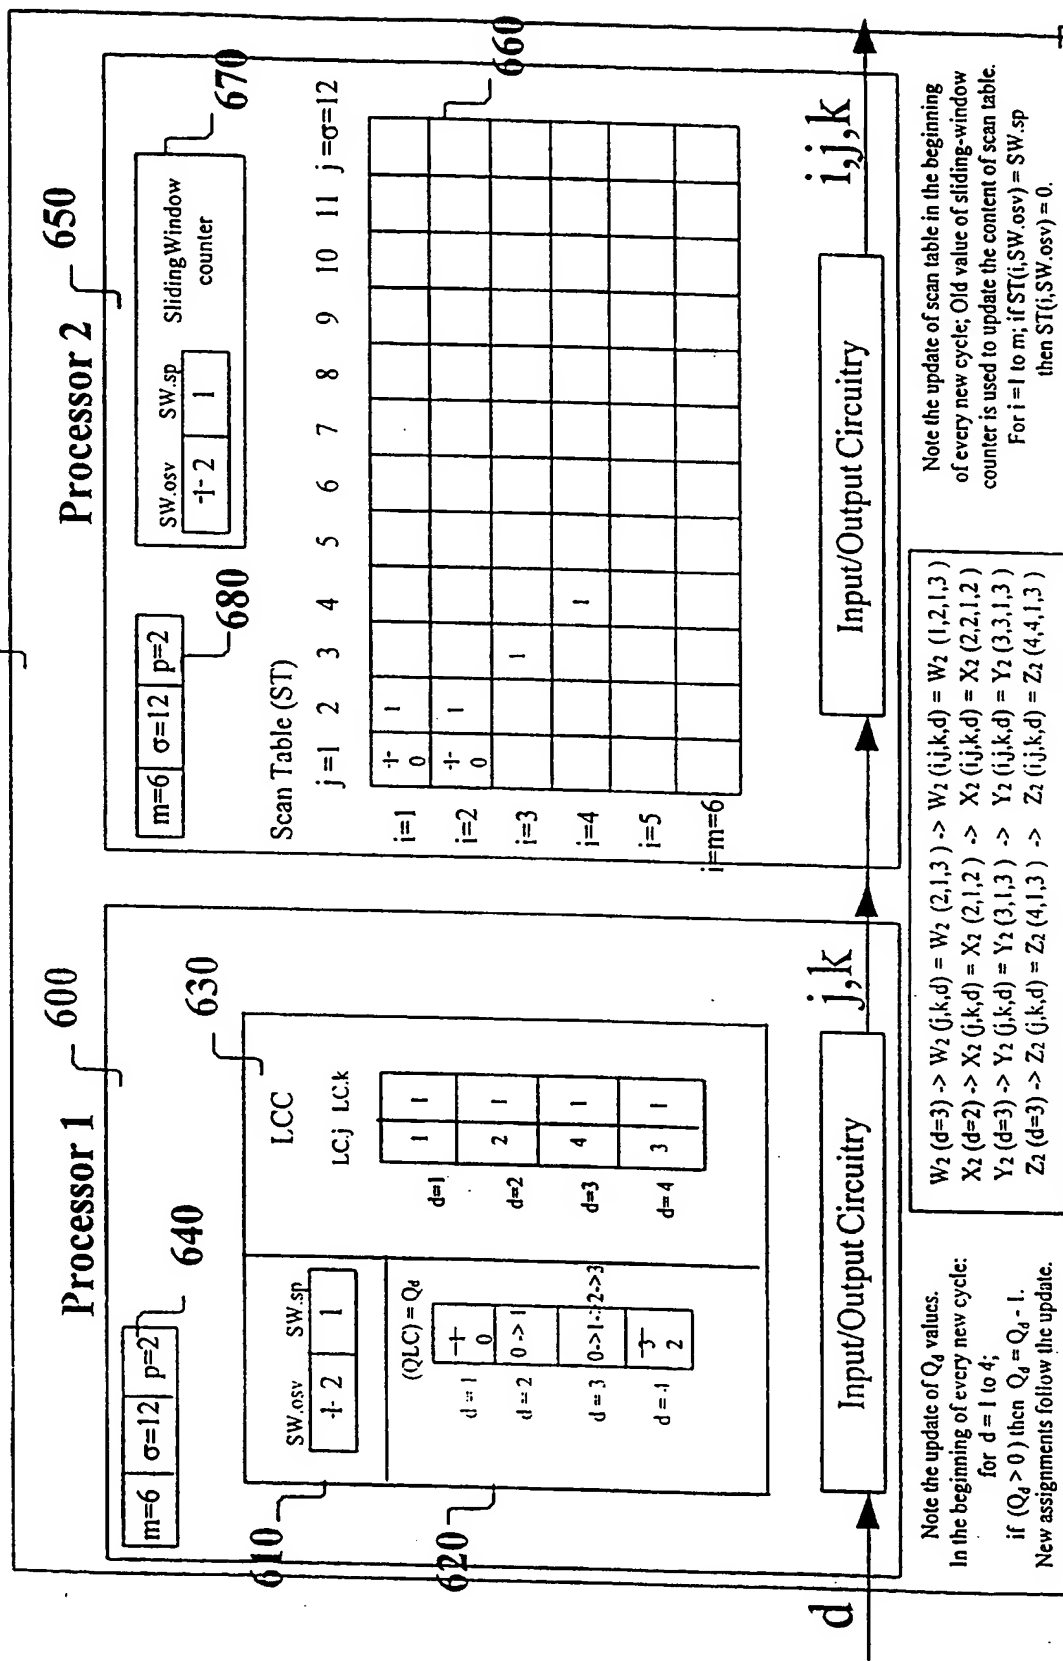 Processor 1
600
m=6 σ=12 p=2
640
630
610
SW.osv SW.sp
1 2 1
620
(QLC) = Qd
d = 1 1 0
d = 2 0 -> 1
d = 3 0->1->2->3
d = 4 3 2
LCC
LC.j LC.k
d=1 1 1
d=2 2 1
d=3 4 1
d=4 3 1
d
Input/Output Circuitry
j,k
Processor 2
650
m=6 σ=12 p=2
680
670
SW.osv SW.sp
1 2 1
Sliding Window
counter
Scan Table (ST)
j =1 2 3 4 5 6 7 8 9 10 11 j =σ=12
660
i=1 1 0 1
i=2 1 0 1
i=3 1
i=4 1
i=5
i=m=6
Input/Output Circuitry
i,j,k
Note the update of Qd values.
In the beginning of every new cycle:
for d = 1 to 4;
if (Qd > 0) then Qd = Qd - 1.
New assignments follow the update.
W2 (d=3) -> W2 (j,k,d) = W2 (2,1,3 ) -> W2 (i,j,k,d) = W2 (1,2,1,3 )
X2 (d=2) -> X2 (j,k,d) = X2 (2,1,2 ) -> X2 (i,j,k,d) = X2 (2,2,1,2 )
Y2 (d=3) -> Y2 (j,k,d) = Y2 (3,1,3 ) -> Y2 (i,j,k,d) = Y2 (3,3,1,3 )
Z2 (d=3) -> Z2 (j,k,d) = Z2 (4,1,3 ) -> Z2 (i,j,k,d) = Z2 (4,4,1,3 )
Note the update of scan table in the beginning
of every new cycle; Old value of sliding-window
counter is used to update the content of scan table.
For i = 1 to m; if ST(i,SW.osv) = SW.sp
then ST(i,SW.osv) = 0.